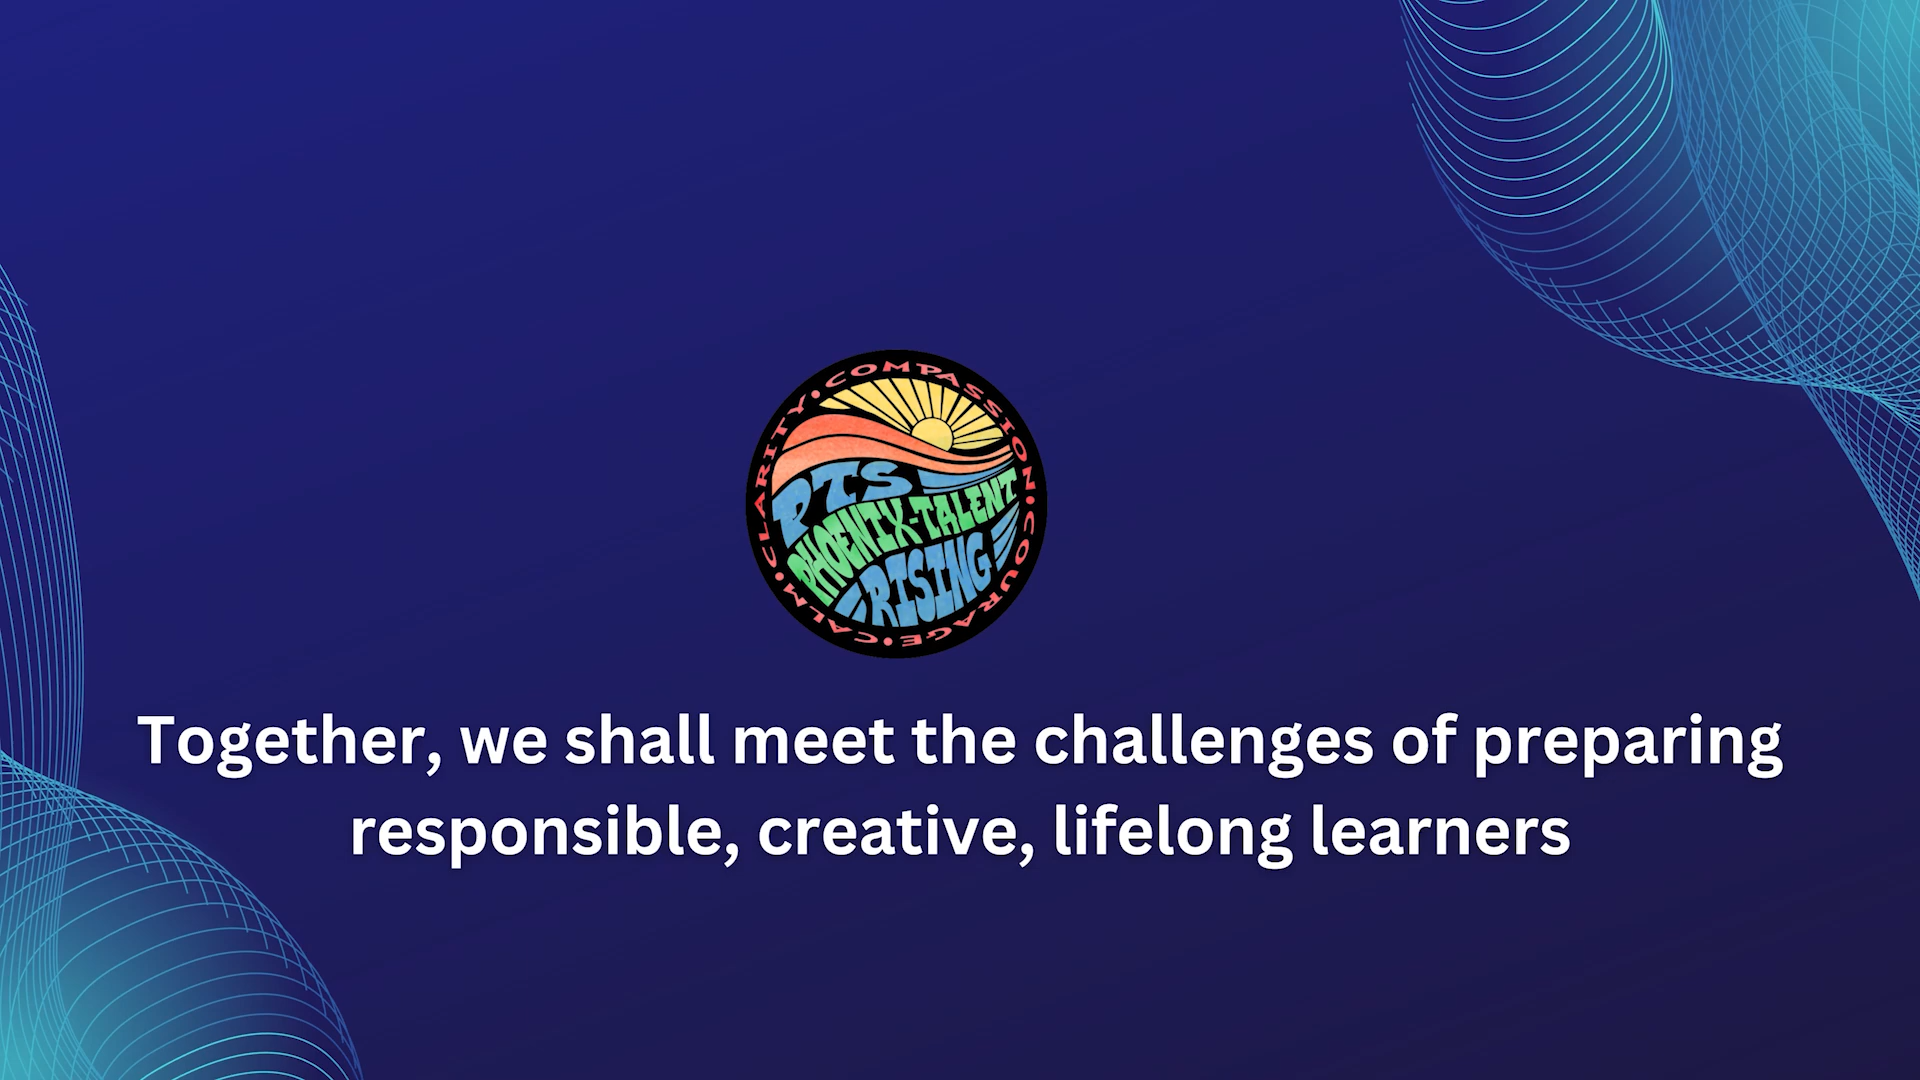 CLARITY • COMPASSION • COURAGE • CALM •
PTS
PHOENIX-TALENT
RISING
Together, we shall meet the challenges of preparing
responsible, creative, lifelong learners